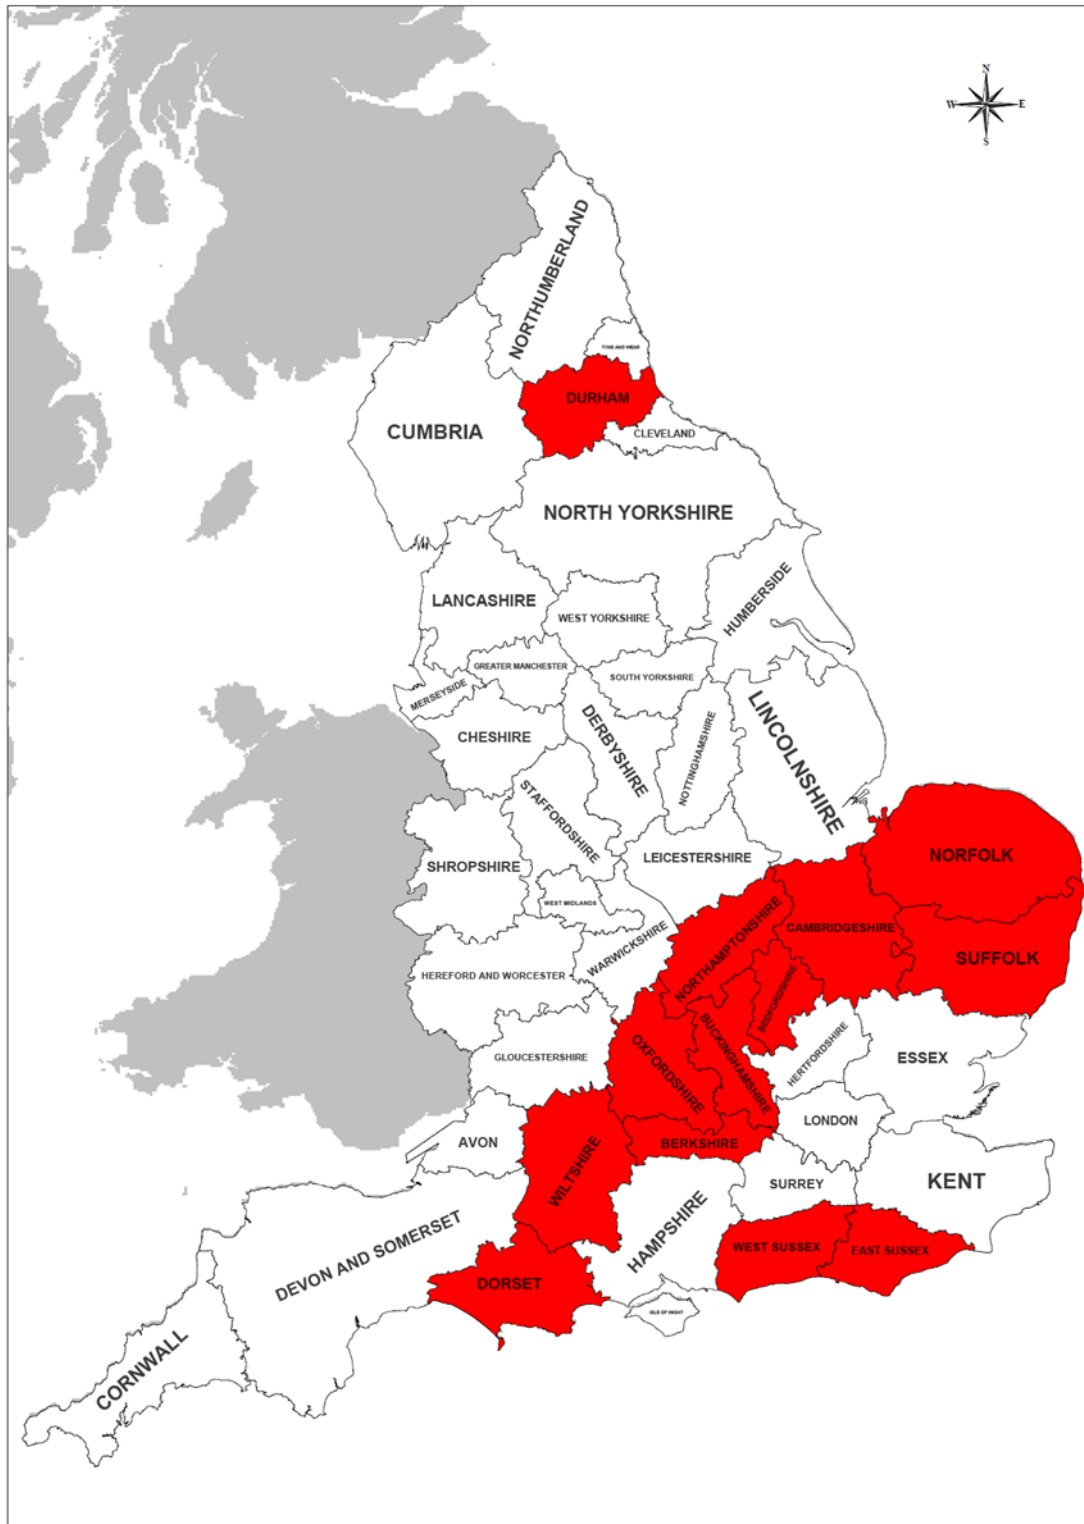 N
W E
S
NORTHUMBERLAND
TYNE AND WEAR
DURHAM
CUMBRIA
CLEVELAND
NORTH YORKSHIRE
LANCASHIRE
HUMBERSIDE
WEST YORKSHIRE
GREATER MANCHESTER
SOUTH YORKSHIRE
MERSEYSIDE
CHESHIRE
DERBYSHIRE
NOTTINGHAMSHIRE
LINCOLNSHIRE
STAFFORDSHIRE
SHROPSHIRE
LEICESTERSHIRE
NORFOLK
WEST MIDLANDS
WARWICKSHIRE
NORTHAMPTONSHIRE
CAMBRIDGESHIRE
SUFFOLK
HEREFORD AND WORCESTER
BEDFORDSHIRE
GLOUCESTERSHIRE
OXFORDSHIRE
BUCKINGHAMSHIRE
HERTFORDSHIRE
ESSEX
AVON
WILTSHIRE
BERKSHIRE
LONDON
SURREY
KENT
DEVON AND SOMERSET
HAMPSHIRE
WEST SUSSEX
EAST SUSSEX
DORSET
ISLE OF WIGHT
CORNWALL